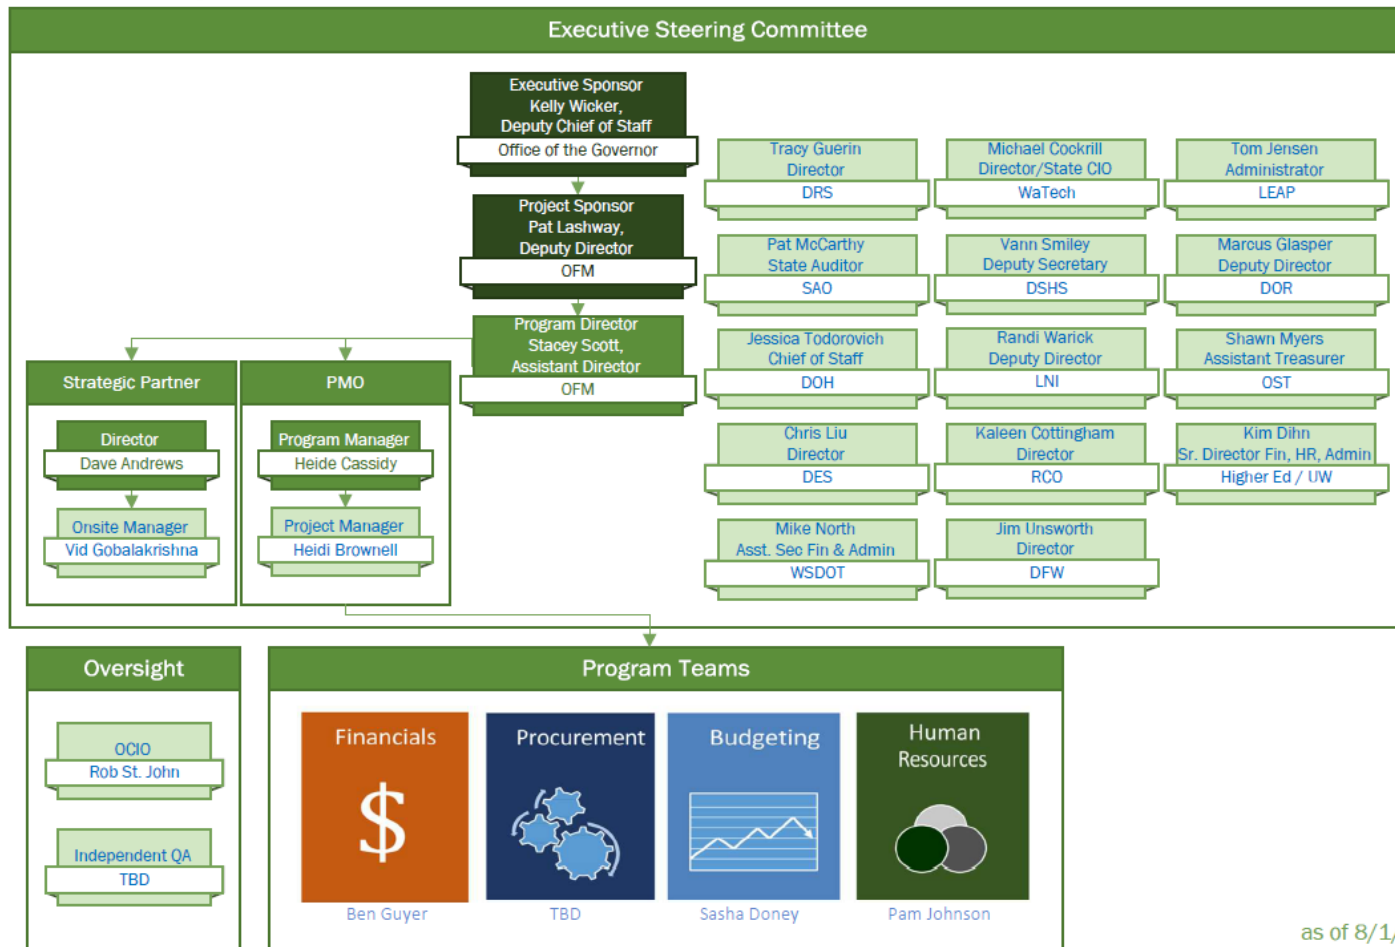 Executive Steering Committee
Executive Sponsor
Kelly Wicker,
Deputy Chief of Staff
Office of the Governor
Project Sponsor
Pat Lashway,
Deputy Director
OFM
Program Director
Stacey Scott,
Assistant Director
OFM
Tracy Guerin
Director
DRS
Michael Cockrill
Director/State CIO
WaTech
Tom Jensen
Administrator
LEAP
Pat McCarthy
State Auditor
SAO
Vann Smiley
Deputy Secretary
DSHS
Marcus Glasper
Deputy Director
DOR
Jessica Todorovich
Chief of Staff
DOH
Randi Warick
Deputy Director
LNI
Shawn Myers
Assistant Treasurer
OST
Chris Liu
Director
DES
Kaleen Cottingham
Director
RCO
Kim Dihn
Sr. Director Fin, HR, Admin
Higher Ed / UW
Mike North
Asst. Sec Fin & Admin
WSDOT
Jim Unsworth
Director
DFW
Strategic Partner
Director
Dave Andrews
Onsite Manager
Vid Gobalakrishna
PMO
Program Manager
Heide Cassidy
Project Manager
Heidi Brownell
Oversight
OCIO
Rob St. John
Independent QA
TBD
Program Teams
Financials
$
Ben Guyer
Procurement
TBD
Budgeting
Sasha Doney
Human
Resources
Pam Johnson
as of 8/1/